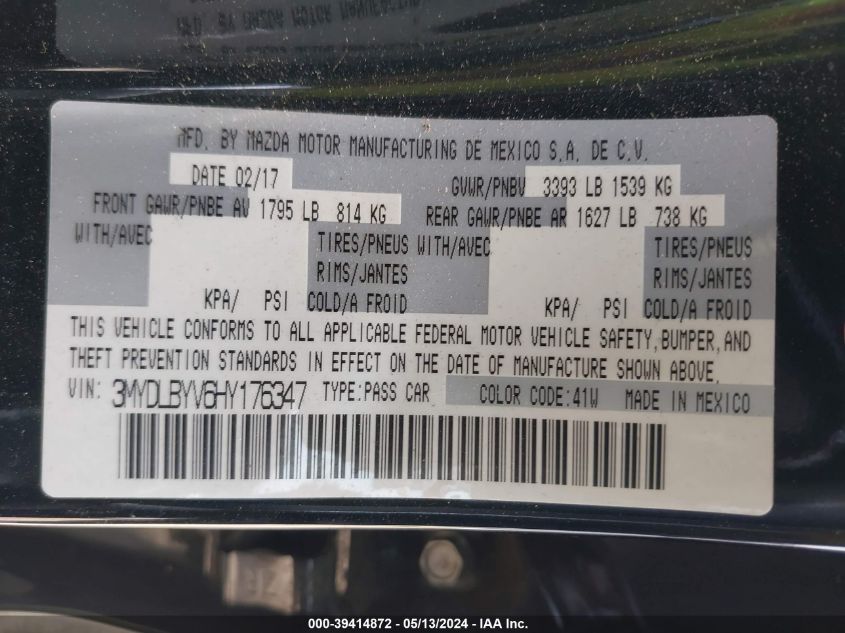 MFD. BY MAZDA MOTOR MANUFACTURING DE MEXICO S.A. DE C.V.
DATE 02/17 GVWR/PNBV 3393 LB 1539 KG
FRONT GAWR/PNBE AV 1795 LB 814 KG REAR GAWR/PNBE AR 1627 LB 738 KG
WITH/AVEC TIRES/PNEUS WITH/AVEC TIRES/PNEUS
RIMS/JANTES RIMS/JANTES
KPA/ PSI COLD/A FROID KPA/ PSI COLD/A FROID
THIS VEHICLE CONFORMS TO ALL APPLICABLE FEDERAL MOTOR VEHICLE SAFETY,BUMPER,AND
THEFT PREVENTION STANDARDS IN EFFECT ON THE DATE OF MANUFACTURE SHOWN ABOVE.
VIN: 3MYDLBYV6HY176347 TYPE:PASS CAR COLOR CODE:41W MADE IN MEXICO
000-39414872 - 05/13/2024 - IAA Inc.